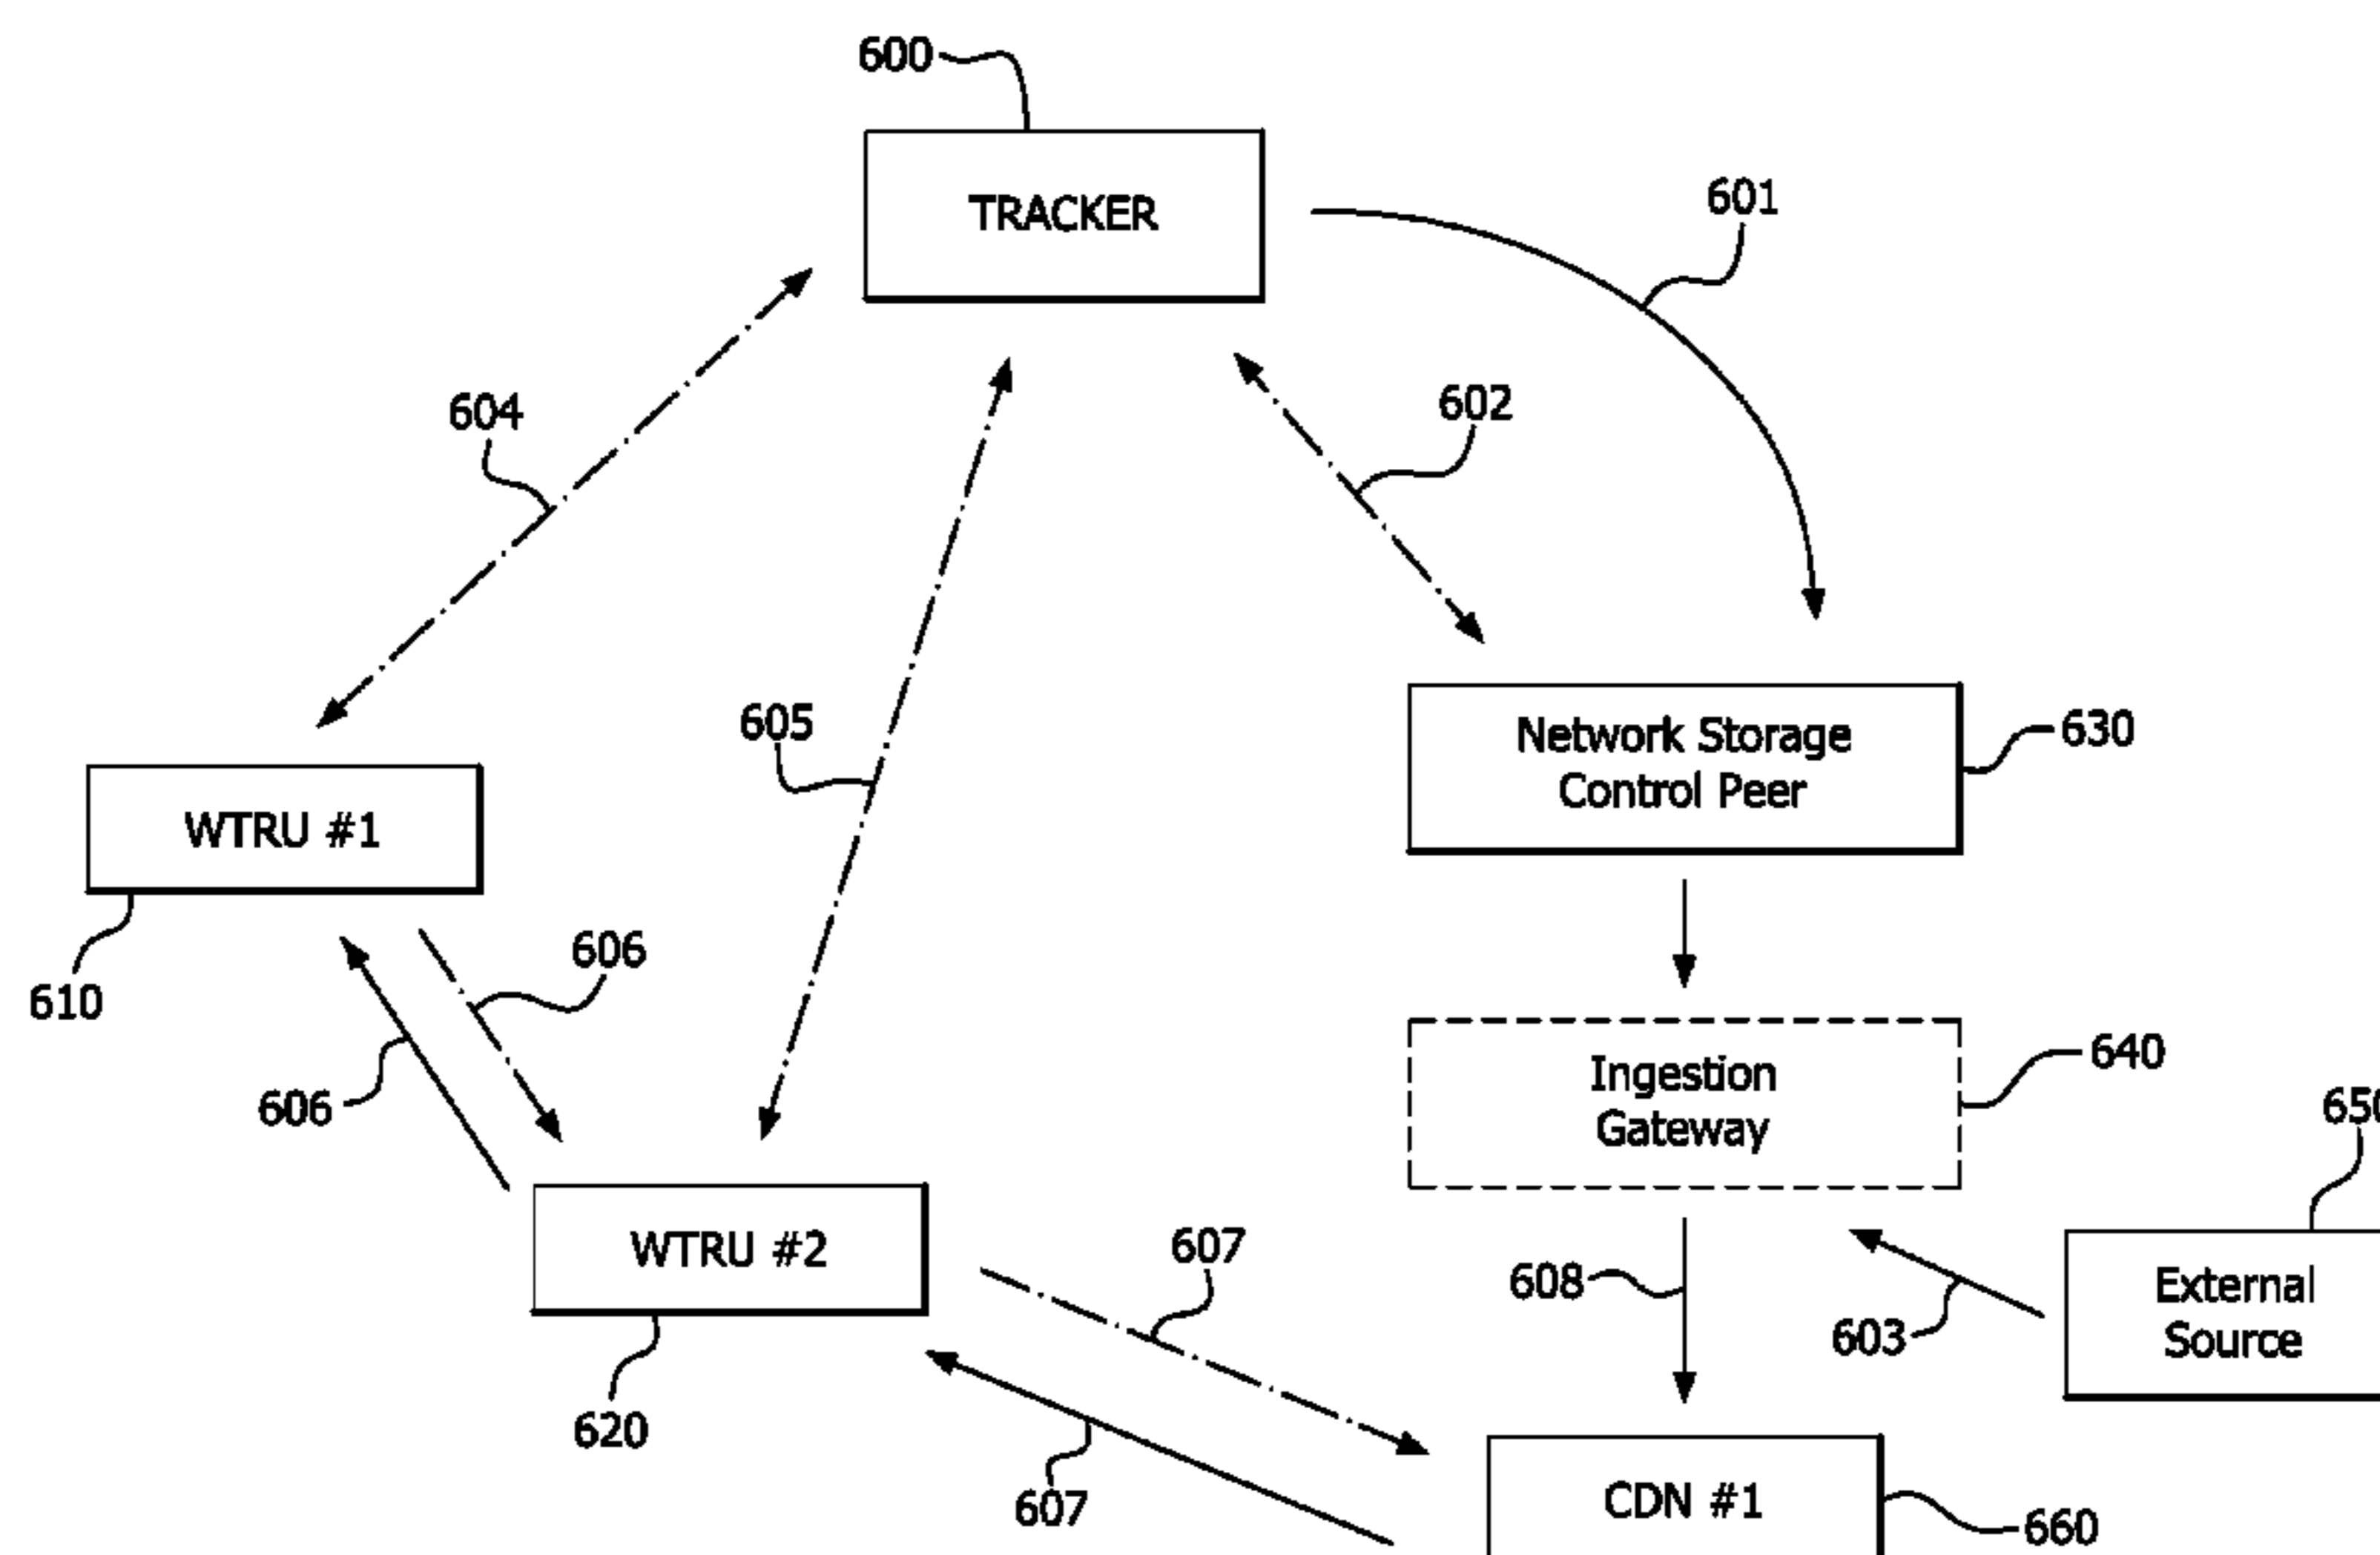 600
TRACKER
601
604
602
605
Network Storage
Control Peer
630
WTRU #1
606
610
Ingestion
Gateway
640
606
650
WTRU #2
607
608
External
Source
603
620
607
CDN #1
660